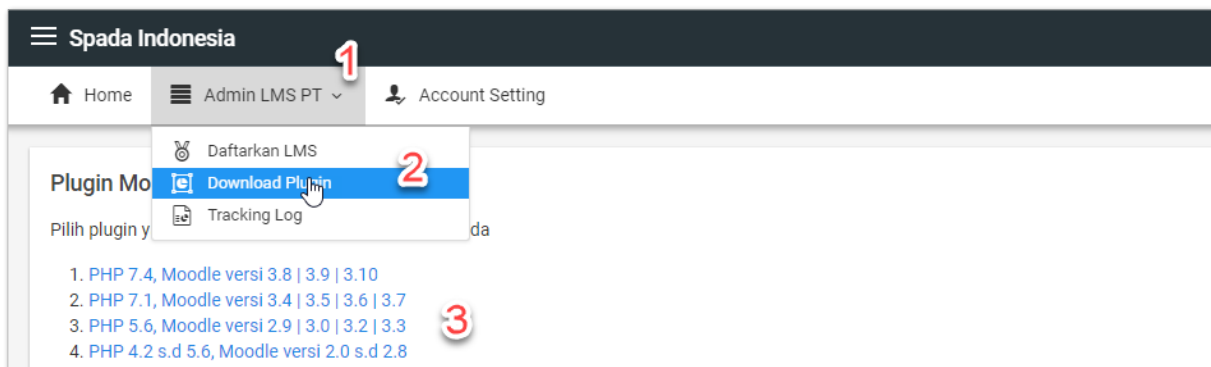 Spada Indonesia
1
Home
Admin LMS PT
Account Setting
Daftarkan LMS
2
Download Plugin
Tracking Log
Plugin Mo
Pilih plugin y
da
1. PHP 7.4, Moodle versi 3.8 | 3.9 | 3.10
2. PHP 7.1, Moodle versi 3.4 | 3.5 | 3.6 | 3.7
3. PHP 5.6, Moodle versi 2.9 | 3.0 | 3.2 | 3.3
3
4. PHP 4.2 s.d 5.6, Moodle versi 2.0 s.d 2.8